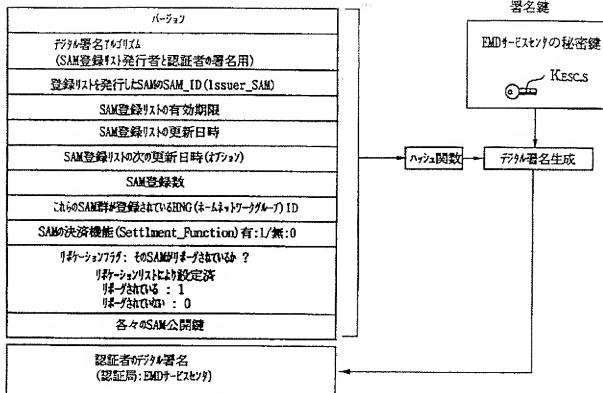 バージョン
デジタル署名アルゴリズム
(SAM登録リスト発行者と認証者の署名用)
登録リストを発行したSAMのSAM_ID(Issuer_SAM)
SAM登録リストの有効期限
SAM登録リストの更新日時
SAM登録リストの次の更新日時(オプション)
SAM登録数
これらのSAM群が登録されているHNG(ホームネットワークグループ)ID
SAMの決済機能(Settlment_Function)有:1/無:0
リボケーションフラグ: そのSAMがリボークされているか ?
リボケーションリストにより設定済
リボークされている : 1
リボークされていない : 0
各々のSAM公開鍵
認証者のデジタル署名
(認証局:EMDサービスセンタ)
ハッシュ関数
デジタル署名生成
署名鍵
EMDサービスセンタの秘密鍵
KESC,S